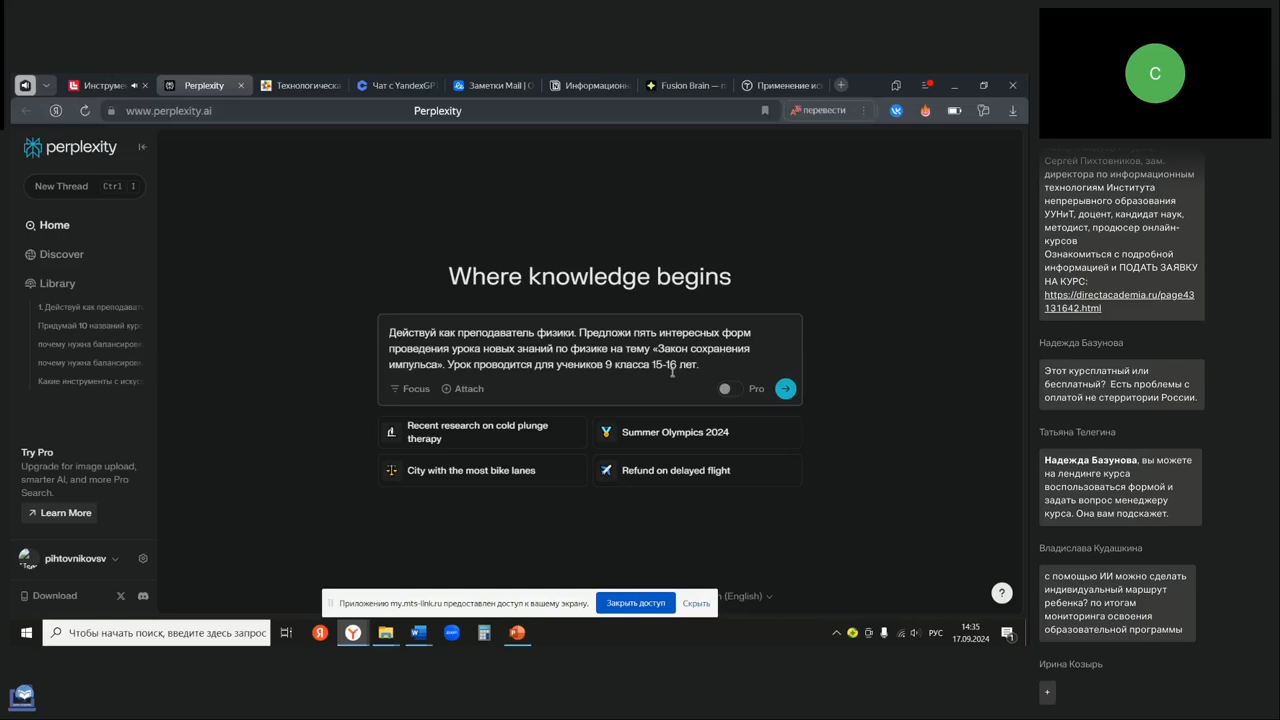 Инструмен
Perplexity
Технологическа
Чат с YandexGP
Заметки Mail | О
Информацион
Fusion Brain — п
Применение ис
www.perplexity.ai
Perplexity
перевести
perplexity
New Thread
Ctrl I
Home
Discover
Library
1. Действуй как преподават
Придумай 10 названий курс
почему нужна балансировк
почему нужна балансировк
Какие инструменты с искус
Try Pro
Upgrade for image upload,
smarter AI, and more Pro
Search.
Learn More
pihtovnikovsv
Download
Where knowledge begins
Действуй как преподаватель физики. Предложи пять интересных форм
проведения урока новых знаний по физике на тему «Закон сохранения
импульса». Урок проводится для учеников 9 класса 15-16 лет.
Focus
Attach
Pro
Recent research on cold plunge
therapy
Summer Olympics 2024
City with the most bike lanes
Refund on delayed flight
(English)
?
Приложению my.mts-link.ru предоставлен доступ к вашему экрану.
Закрыть доступ
Скрыть
Чтобы начать поиск, введите здесь запрос
РУС
14:35
17.09.2024
С
Сергей Пихтовников, зам.
директора по информационным
технологиям Института
непрерывного образования
УУНиТ, доцент, кандидат наук,
методист, продюсер онлайн-
курсов
Ознакомиться с подробной
информацией и ПОДАТЬ ЗАЯВКУ
НА КУРС:
https://directacademia.ru/page43
131642.html
Надежда Базунова
Этот курсплатный или
бесплатный? Есть проблемы с
оплатой не сterритории России.
Татьяна Телегина
Надежда Базунова, вы можете
на лендинге курса
воспользоваться формой и
задать вопрос менеджеру
курса. Она вам подскажет.
Владислава Кудашкина
с помощью ИИ можно сделать
индивидуальный маршрут
ребенка? по итогам
мониторинга освоения
образовательной программы
Ирина Козырь
+